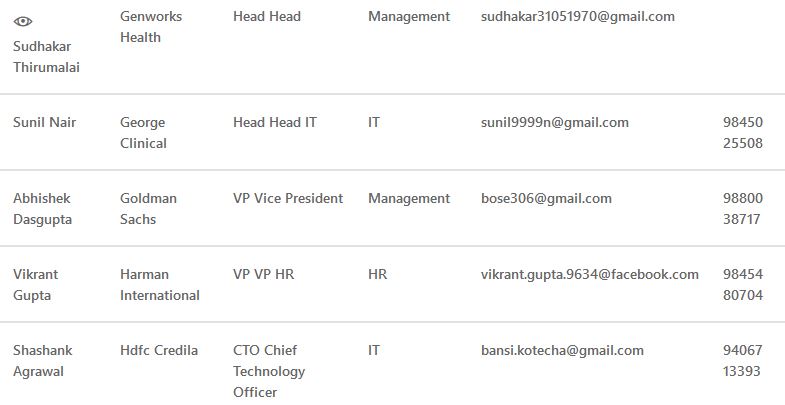 Sudhakar Thirumalai Genworks Health Head Head Management sudhakar31051970@gmail.com
Sunil Nair George Clinical Head Head IT IT sunil9999n@gmail.com 98450 25508
Abhishek Dasgupta Goldman Sachs VP Vice President Management bose306@gmail.com 98800 38717
Vikrant Gupta Harman International VP VP HR HR vikrant.gupta.9634@facebook.com 98454 80704
Shashank Agrawal Hdfc Credila CTO Chief Technology Officer IT bansi.kotecha@gmail.com 94067 13393